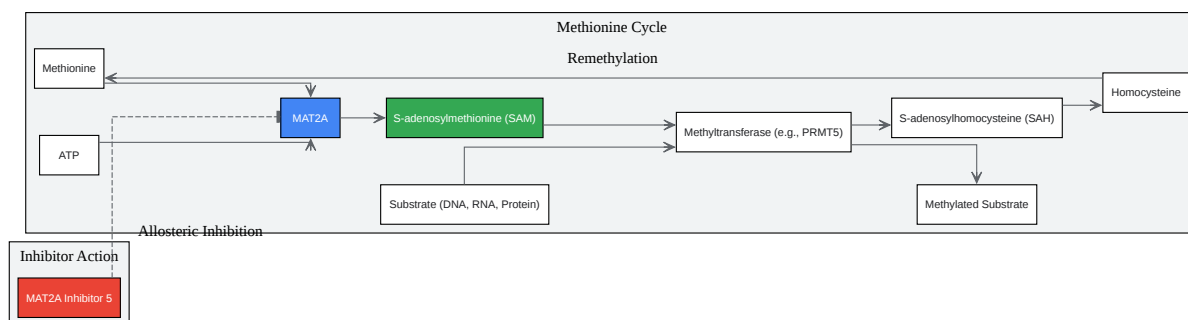 Methionine Cycle
Remethylation
Methionine
Homocysteine
MAT2A
S-adenosylmethionine (SAM)
Methyltransferase (e.g., PRMT5)
S-adenosylhomocysteine (SAH)
ATP
Substrate (DNA, RNA, Protein)
Methylated Substrate
Allosteric Inhibition
Inhibitor Action
MAT2A Inhibitor 5